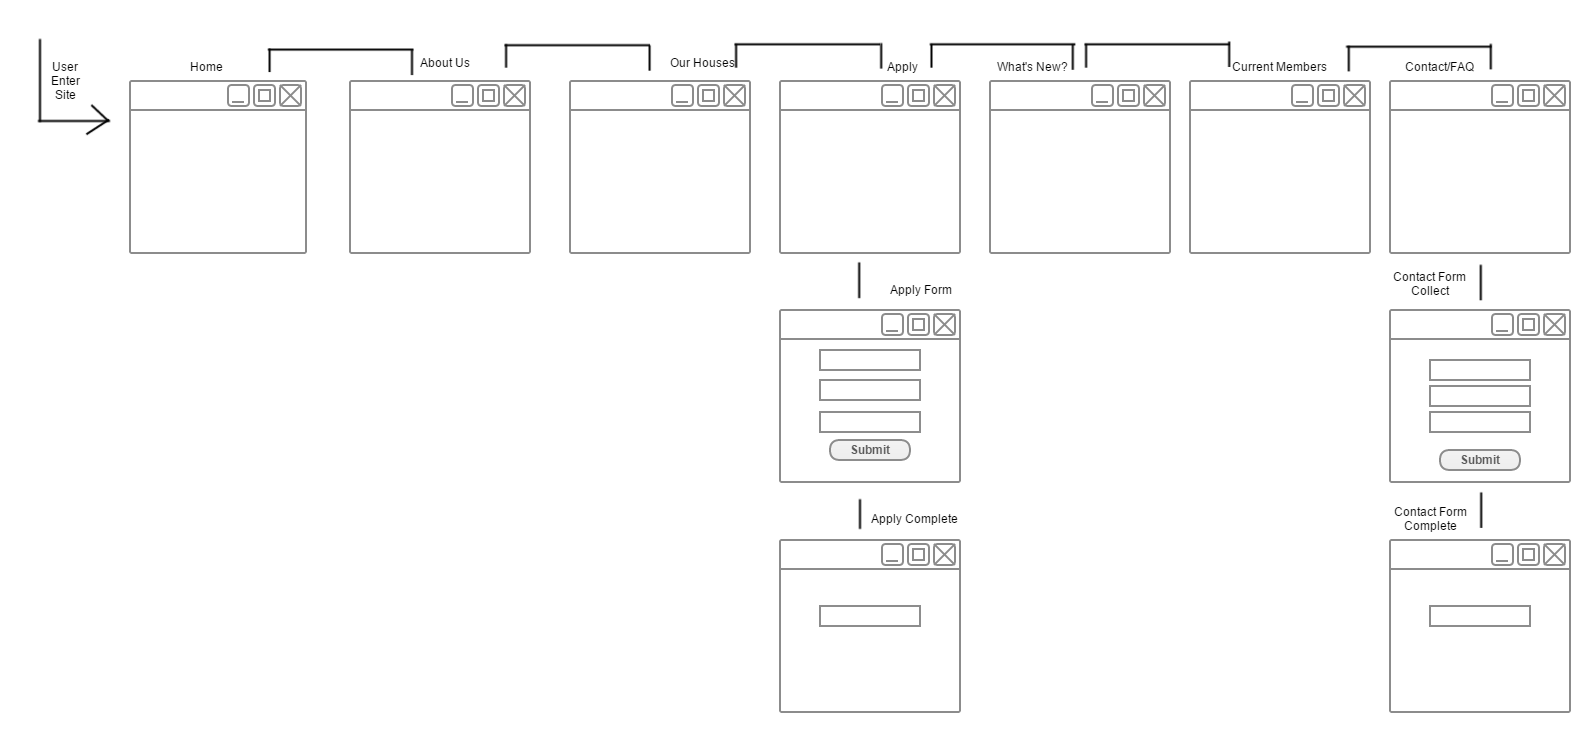 User
Enter
Site
Home
About Us
Our Houses
Apply
What's New?
Current Members
Contact/FAQ
Apply Form
Contact Form
Collect
Submit
Submit
Apply Complete
Contact Form
Complete